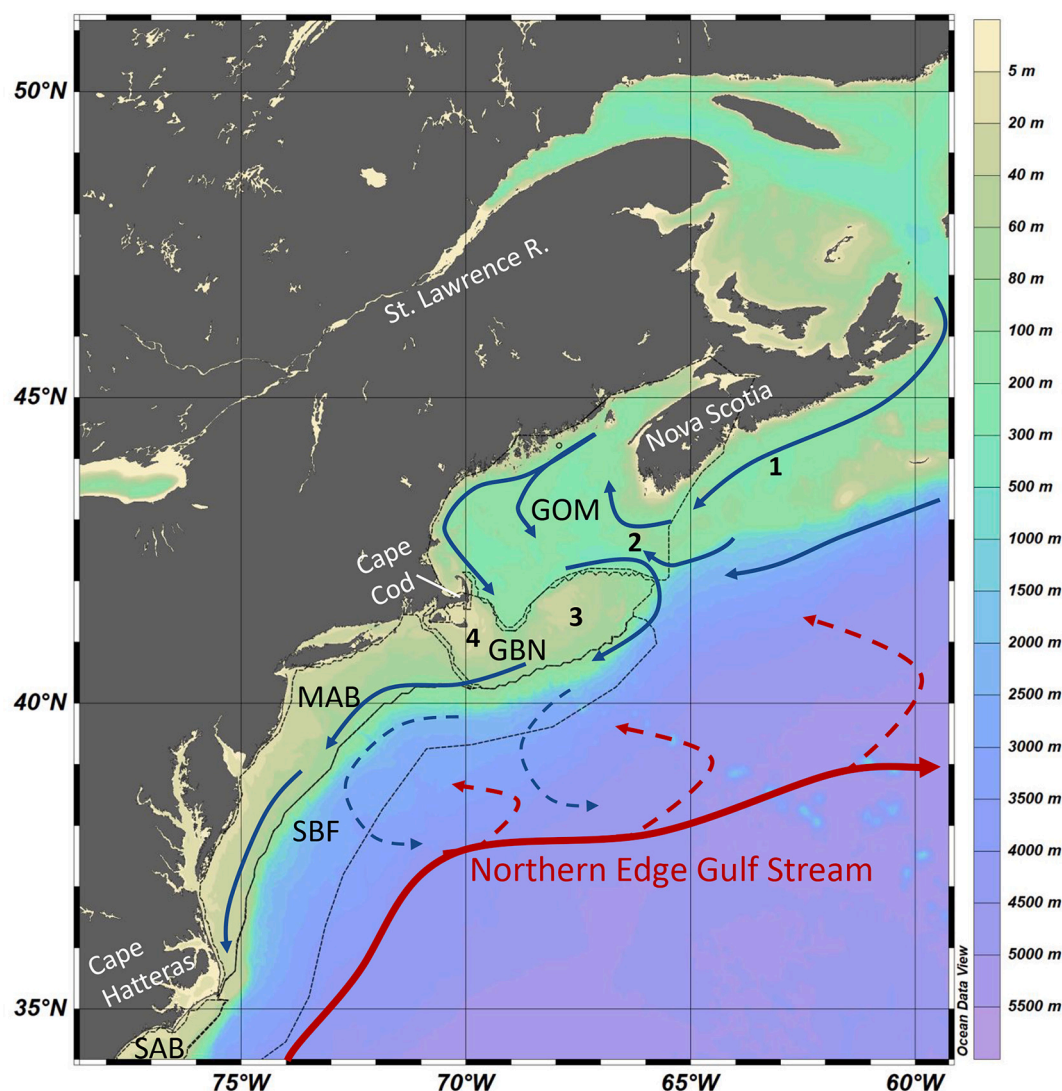 50°N
45°N
40°N
35°N
75°W
70°W
65°W
60°W
St. Lawrence R.
Nova Scotia
1
GOM
2
Cape
Cod
3
4
GBN
MAB
SBF
Northern Edge Gulf Stream
Cape
Hatteras
SAB
5 m
20 m
40 m
60 m
80 m
100 m
200 m
300 m
500 m
1000 m
1500 m
2000 m
2500 m
3000 m
3500 m
4000 m
4500 m
5000 m
5500 m
Ocean Data View